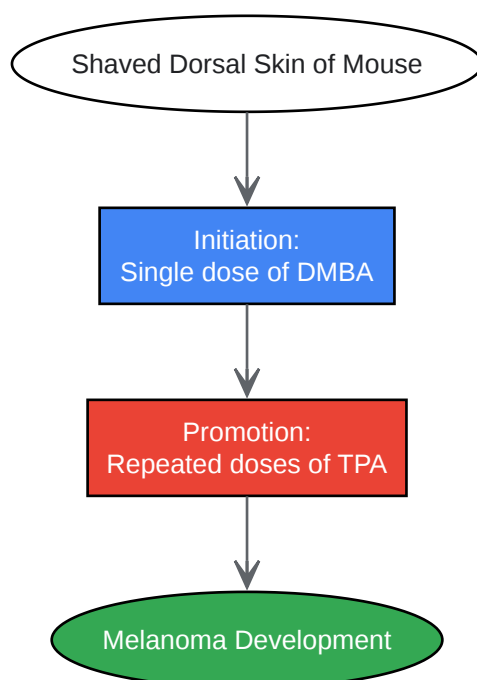 Shaved Dorsal Skin of Mouse
Initiation:
Single dose of DMBA
Promotion:
Repeated doses of TPA
Melanoma Development